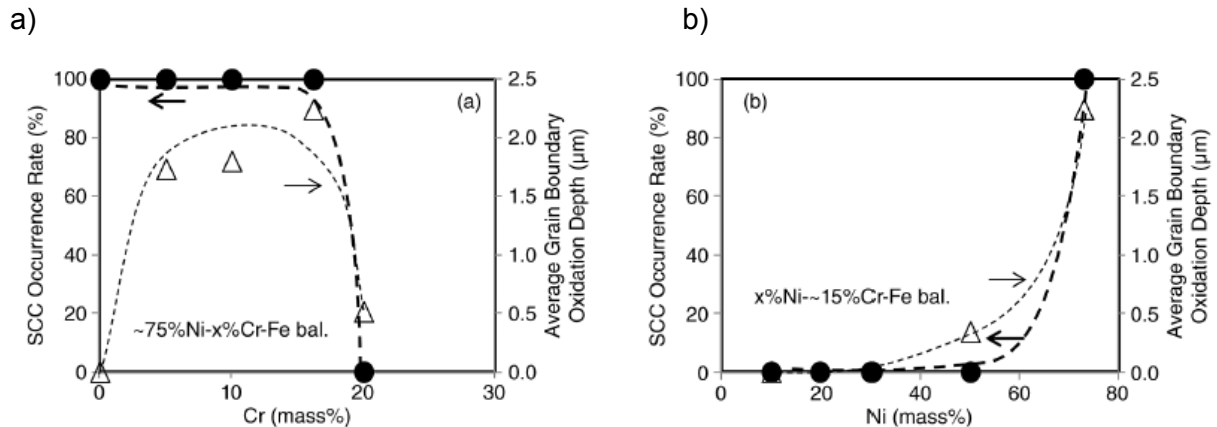 a)
b)
SCC Occurrence Rate (%)
100
80
60
40
20
0
(a)
~75%Ni-x%Cr-Fe bal.
2.5
2.0
1.5
1.0
0.5
0.0
Average Grain Boundary
Oxidation Depth (μm)
0
10
20
30
Cr (mass%)
SCC Occurrence Rate (%)
100
80
60
40
20
0
(b)
x%Ni-~15%Cr-Fe bal.
2.5
2.0
1.5
1.0
0.5
0.0
Average Grain Boundary
Oxidation Depth (μm)
0
20
40
60
80
Ni (mass%)